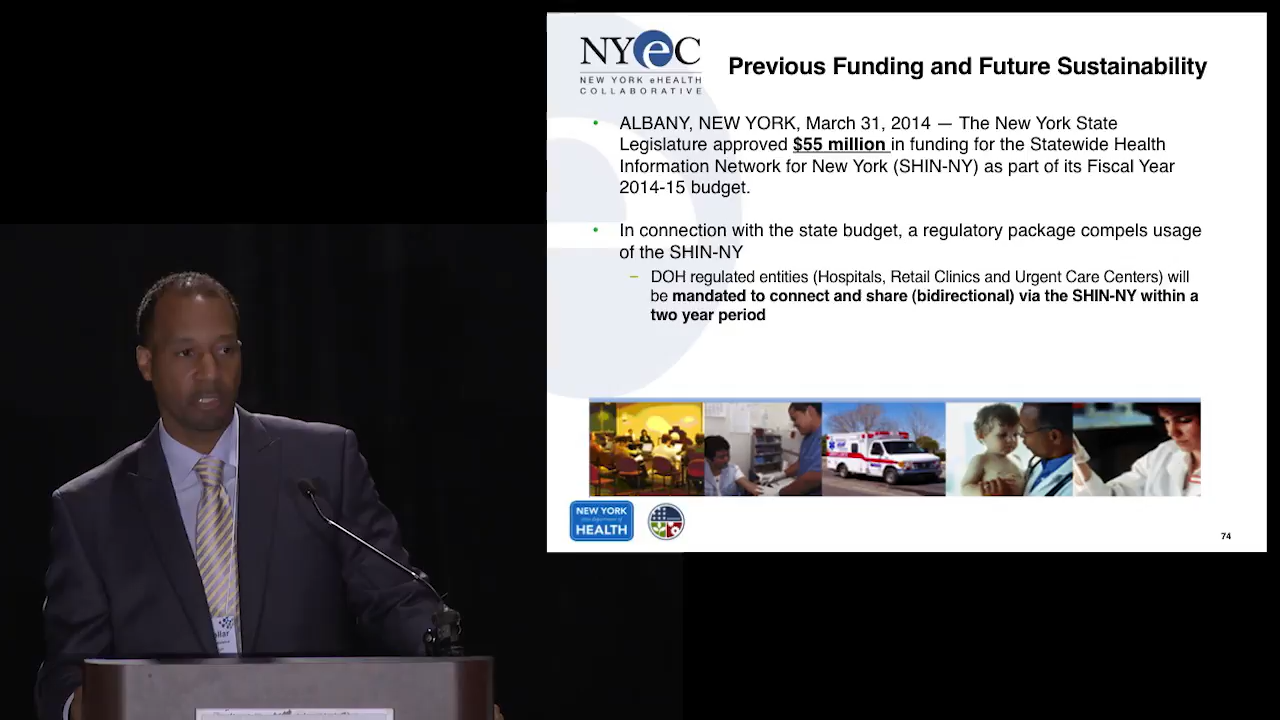 NYeC
NEW YORK eHEALTH
COLLABORATIVE
Previous Funding and Future Sustainability
• ALBANY, NEW YORK, March 31, 2014 — The New York State
Legislature approved $55 million in funding for the Statewide Health
Information Network for New York (SHIN-NY) as part of its Fiscal Year
2014-15 budget.
• In connection with the state budget, a regulatory package compels usage
of the SHIN-NY
– DOH regulated entities (Hospitals, Retail Clinics and Urgent Care Centers) will
be mandated to connect and share (bidirectional) via the SHIN-NY within a
two year period
NEW YORK
state department of
HEALTH
74